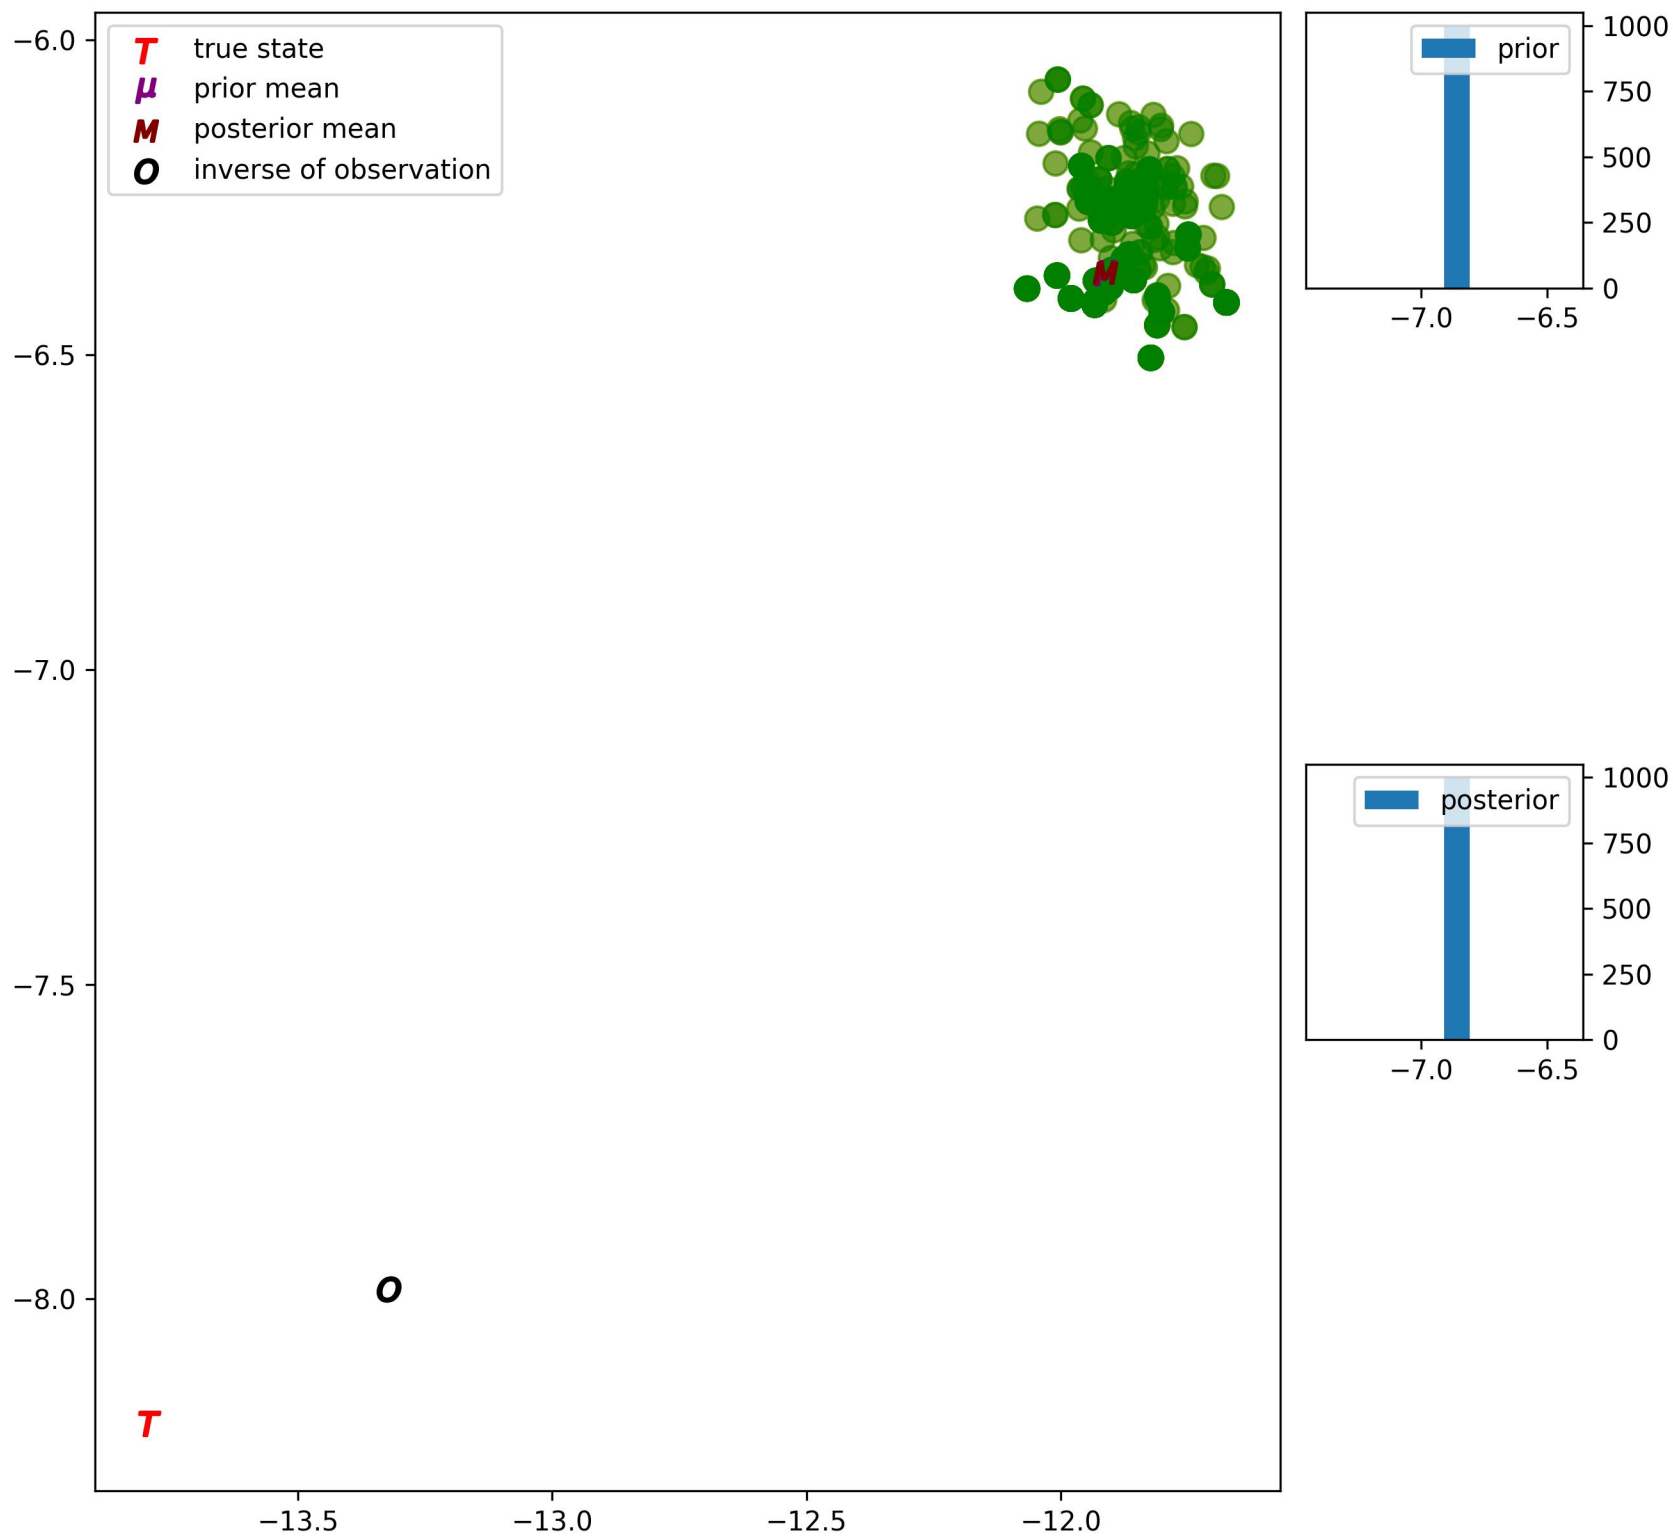 T true state
μ prior mean
M posterior mean
O inverse of observation
−6.0
−6.5
−7.0
−7.5
−8.0
−13.5 −13.0 −12.5 −12.0
M
O
T
prior
1000
750
500
250
0
−7.0 −6.5
posterior
1000
750
500
250
0
−7.0 −6.5